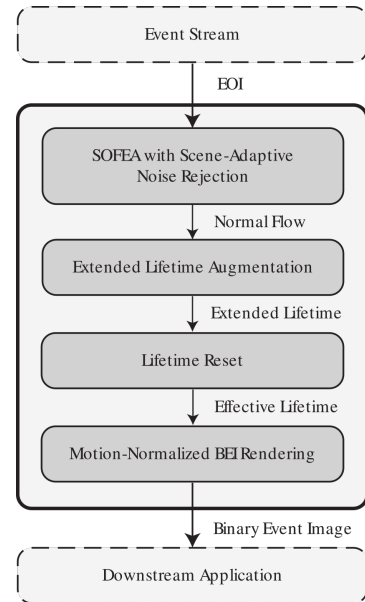 Event Stream
EOI
SOFEA with Scene-Adaptive
Noise Rejection
Normal Flow
Extended Lifetime Augmentation
Extended Lifetime
Lifetime Reset
Effective Lifetime
Motion-Normalized BEI Rendering
Binary Event Image
Downstream Application